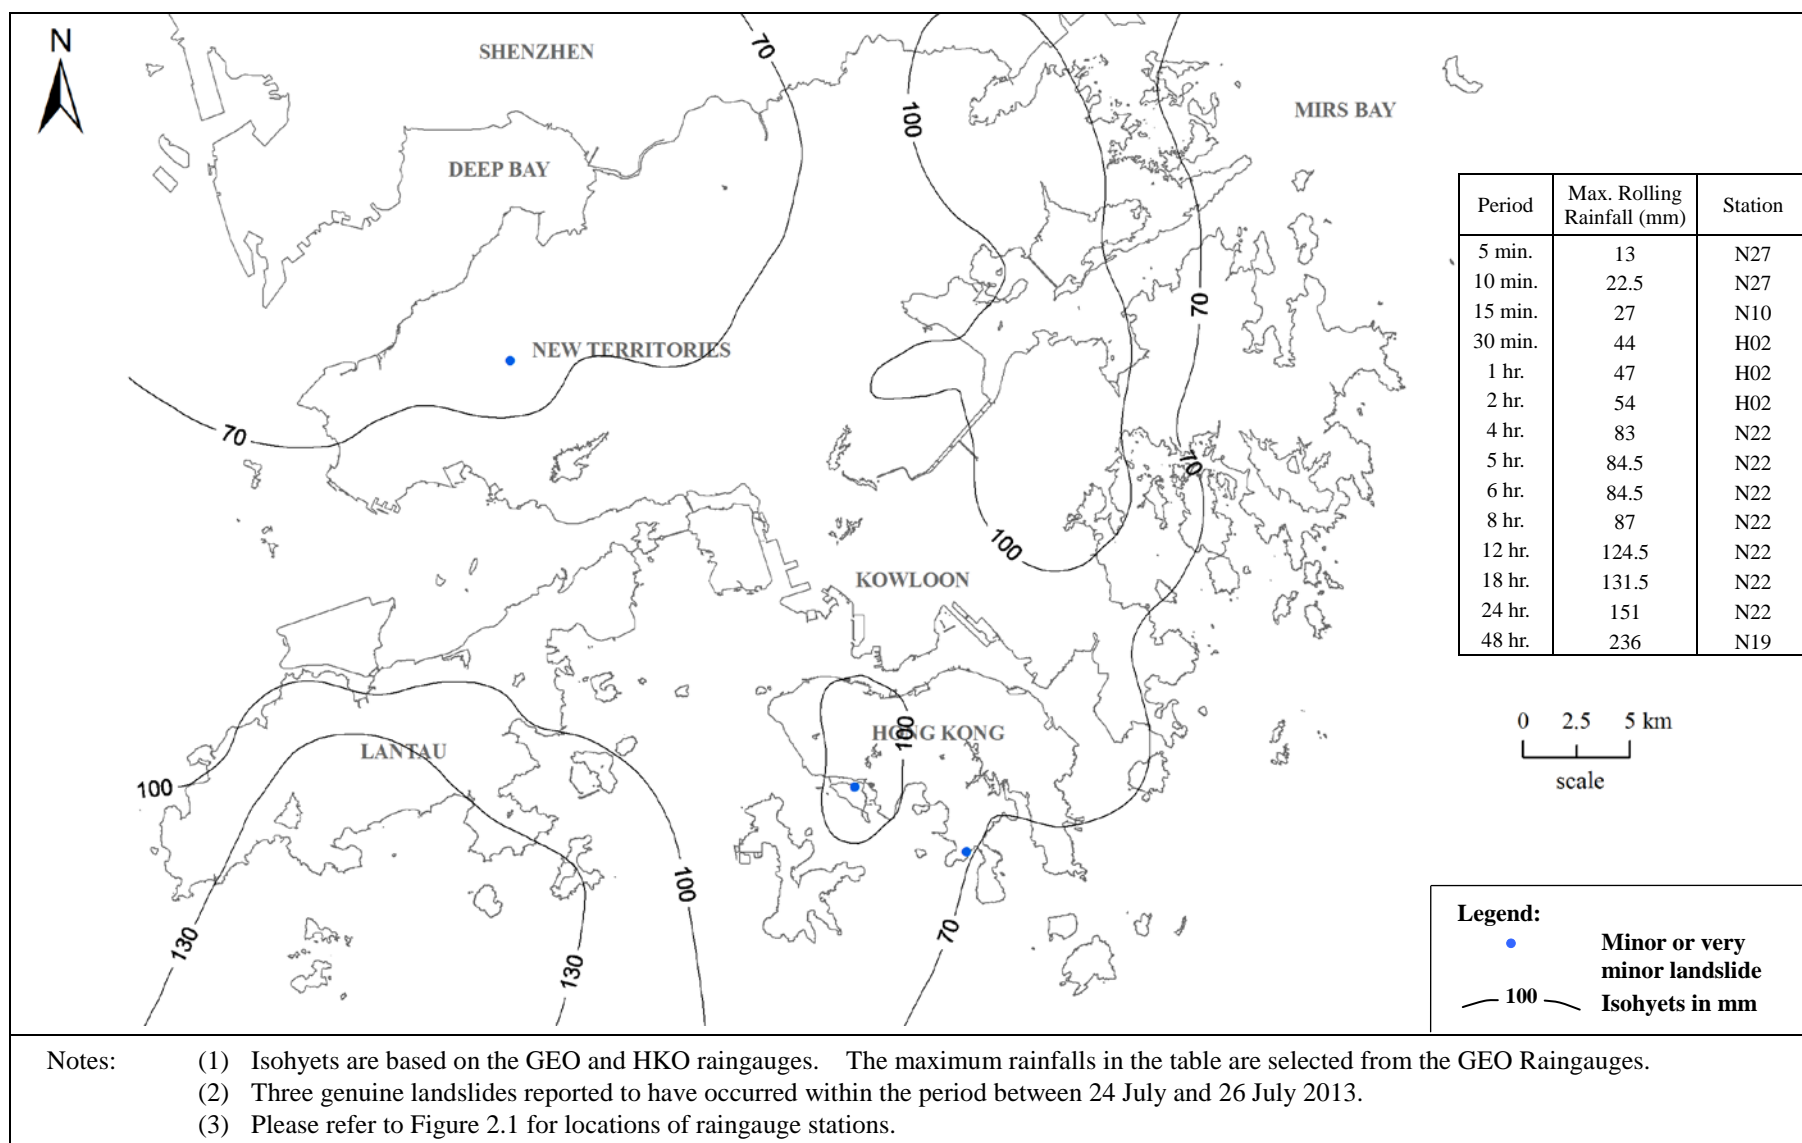 N
SHENZHEN
70
100
MIRS BAY
DEEP BAY
70
NEW TERRITORIES
70
70
100
KOWLOON
HONG KONG
100
LANTAU
100
100
130
130
70
Period Max. Rolling Rainfall (mm) Station
5 min. 13 N27
10 min. 22.5 N27
15 min. 27 N10
30 min. 44 H02
1 hr. 47 H02
2 hr. 54 H02
4 hr. 83 N22
5 hr. 84.5 N22
6 hr. 84.5 N22
8 hr. 87 N22
12 hr. 124.5 N22
18 hr. 131.5 N22
24 hr. 151 N22
48 hr. 236 N19
0 2.5 5 km
scale
Legend:
Minor or very
minor landslide
100 Isohyets in mm
Notes: (1) Isohyets are based on the GEO and HKO raingauges. The maximum rainfalls in the table are selected from the GEO Raingauges.
(2) Three genuine landslides reported to have occurred within the period between 24 July and 26 July 2013.
(3) Please refer to Figure 2.1 for locations of raingauge stations.